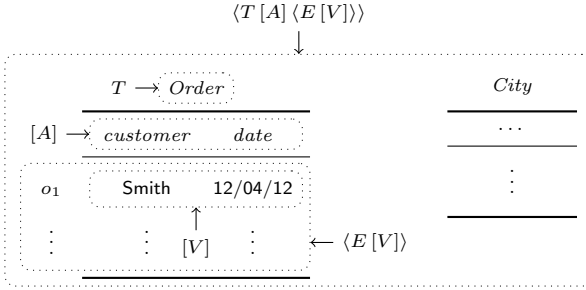 ⟨T [A] ⟨E [V]⟩⟩
T → Order
City
[A] → customer date
· · ·
o₁ Smith 12/04/12
⋮
⋮ ⋮ ⋮
[V]
← ⟨E [V]⟩